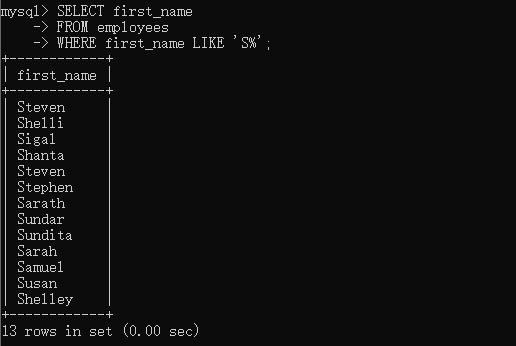 mysql> SELECT first_name
    -> FROM employees
    -> WHERE first_name LIKE 'S%';
+------------+
| first_name |
+------------+
| Steven     |
| Shelli     |
| Sigal      |
| Shanta     |
| Steven     |
| Stephen    |
| Sarath     |
| Sundar     |
| Sundita    |
| Sarah      |
| Samuel     |
| Susan      |
| Shelley    |
+------------+
13 rows in set (0.00 sec)